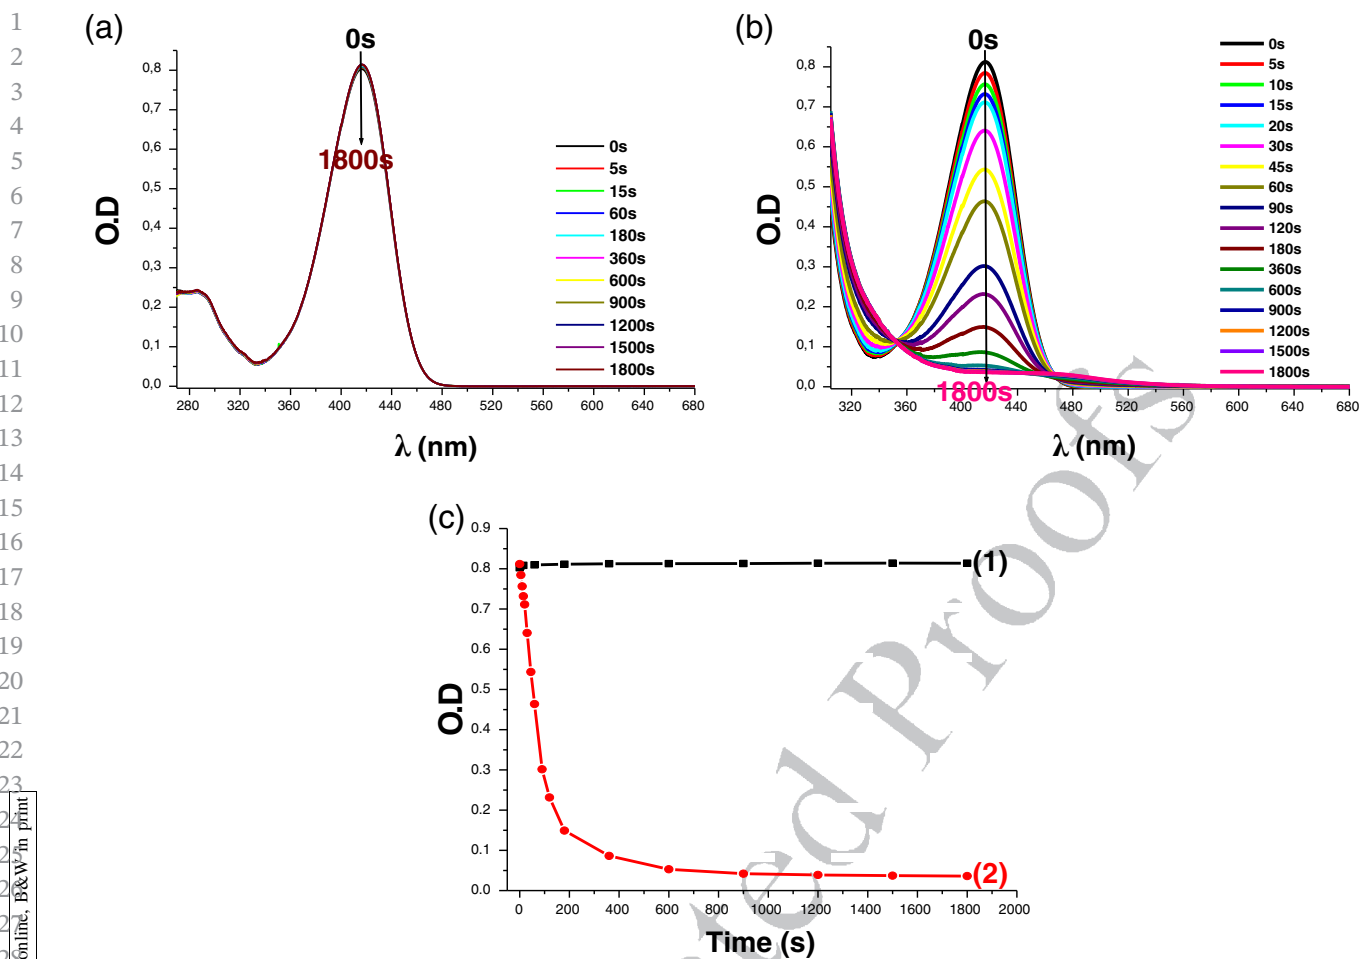 1
2
3
4
5
6
7
8
9
10
11
12
13
14
15
16
17
18
19
20
21
22
23
24
25
26
27
28
online, B&W in print
(a)
0s
1800s
O.D
0,8
0,7
0,6
0,5
0,4
0,3
0,2
0,1
0,0
280 320 360 400 440 480 520 560 600 640 680
λ (nm)
0s
5s
15s
60s
180s
360s
600s
900s
1200s
1500s
1800s
(b)
0s
1800s
O.D
0,8
0,7
0,6
0,5
0,4
0,3
0,2
0,1
0,0
320 360 400 440 480 520 560 600 640 680
λ (nm)
0s
5s
10s
15s
20s
30s
45s
60s
90s
120s
180s
360s
600s
900s
1200s
1500s
1800s
(c)
O.D
0.9
0.8
0.7
0.6
0.5
0.4
0.3
0.2
0.1
0.0
0 200 400 600 800 1000 1200 1400 1600 1800 2000
Time (s)
(1)
(2)
ted Proofs